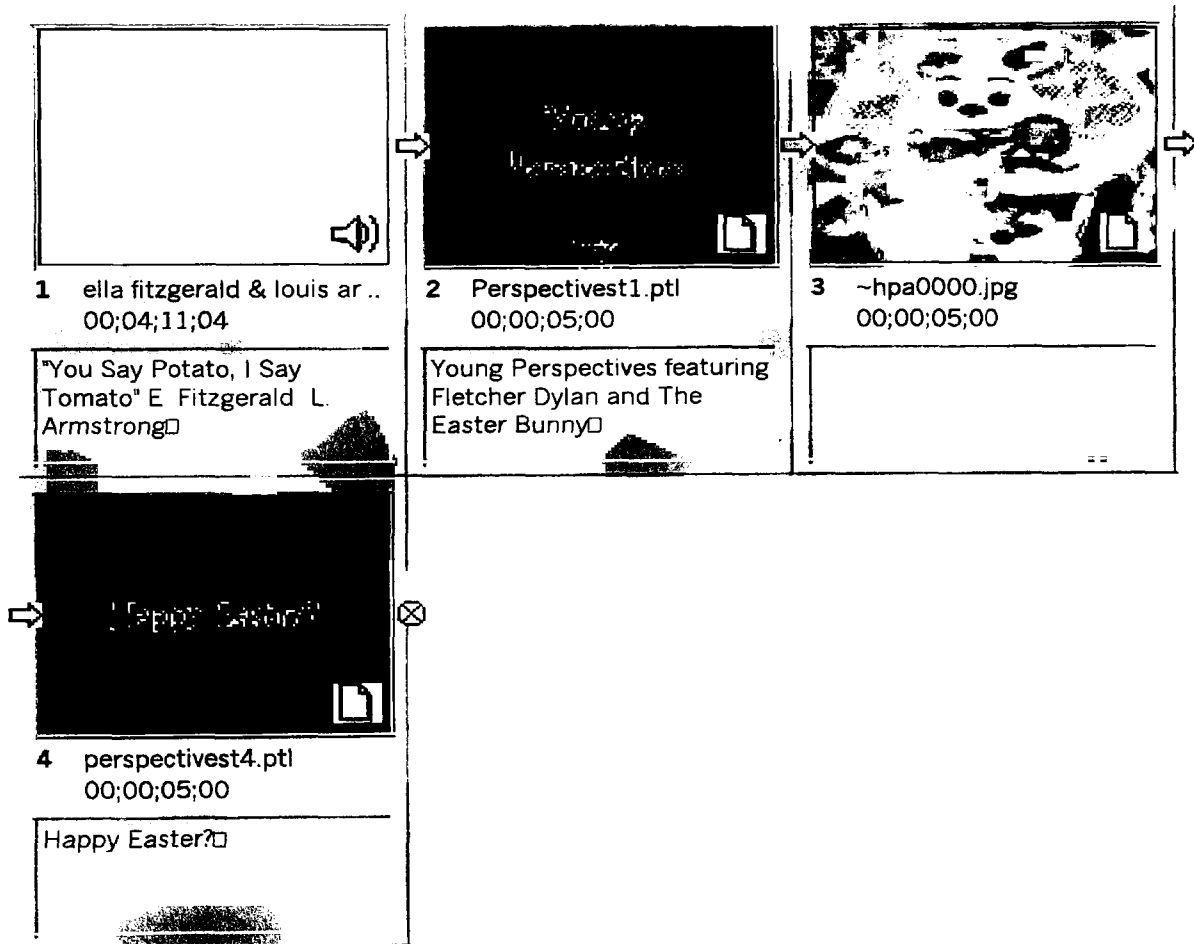 1 ella fitzgerald & louis ar ..
00;04;11;04
"You Say Potato, I Say
Tomato" E Fitzgerald L.
Armstrong
2 Perspectivest1.ptl
00;00;05;00
Young Perspectives featuring
Fletcher Dylan and The
Easter Bunny
3 ~hpa0000.jpg
00;00;05;00
Happy Easter?
4 perspectivest4.ptl
00;00;05;00
Happy Easter?